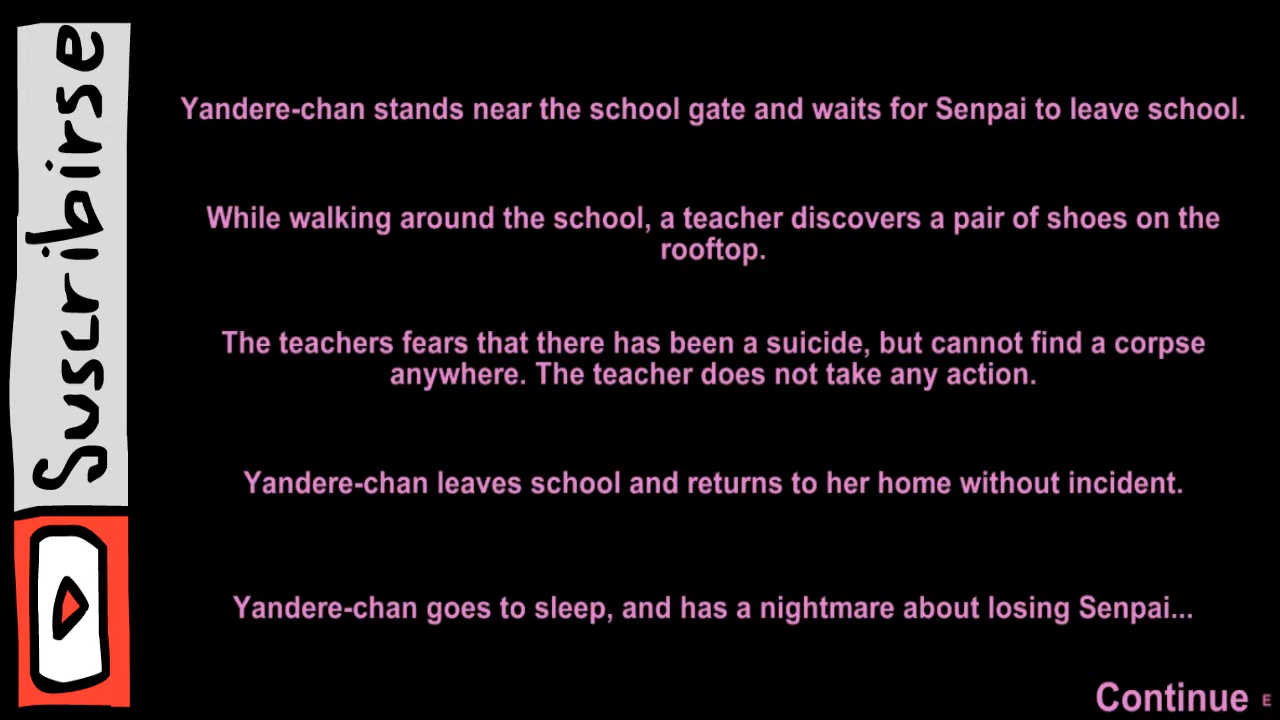 Suscribirse
Yandere-chan stands near the school gate and waits for Senpai to leave school.
While walking around the school, a teacher discovers a pair of shoes on the
rooftop.
The teachers fears that there has been a suicide, but cannot find a corpse
anywhere. The teacher does not take any action.
Yandere-chan leaves school and returns to her home without incident.
Yandere-chan goes to sleep, and has a nightmare about losing Senpai...
Continue E